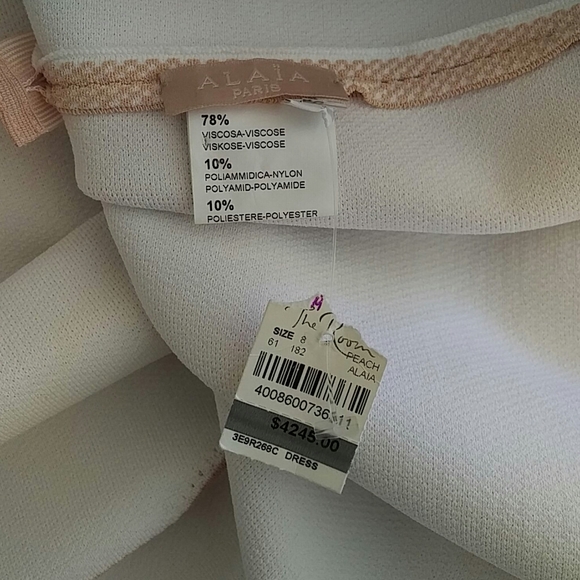 ALAÏA
PARIS
78%
VISCOSA-VISCOSE
VISKOSE-VISCOSE
10%
POLIAMMIDICA-NYLON
POLYAMID-POLYAMIDE
10%
POLIESTERE-POLYESTER
The Room
SIZE 8 PEACH
61 182 ALAIA
$4245.00
3E9R268C DRESS